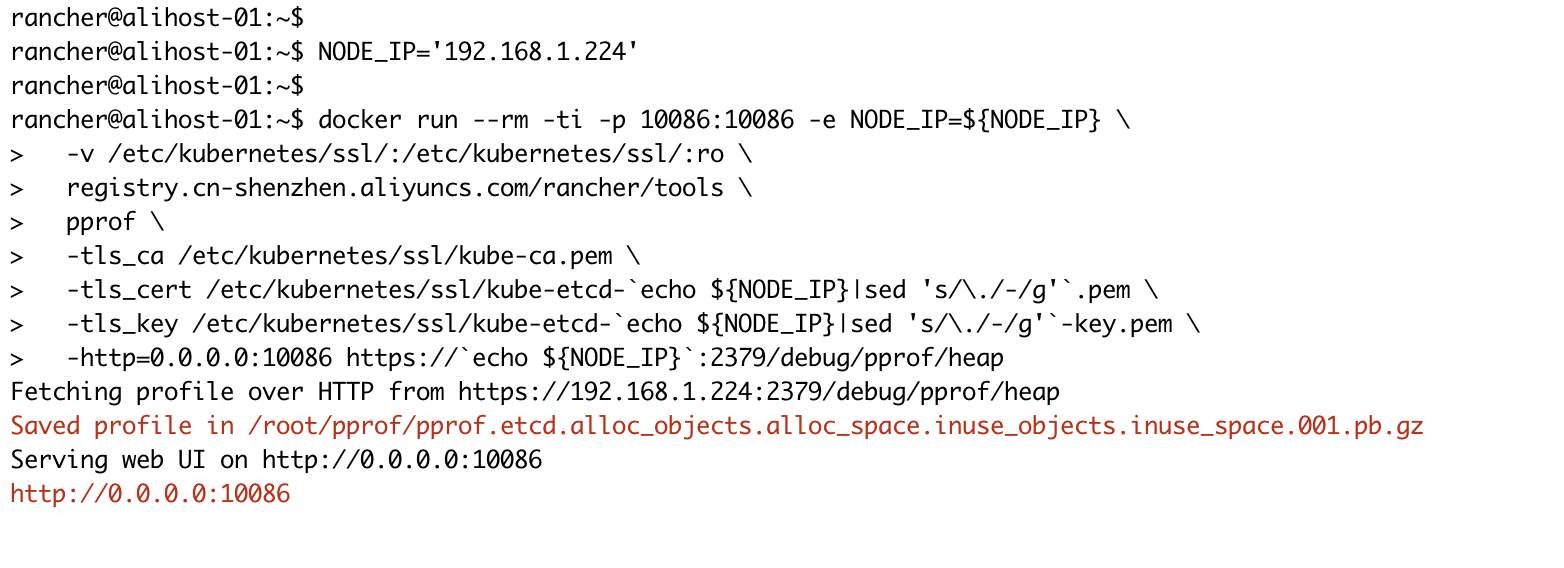 rancher@alihost-01:~$
rancher@alihost-01:~$ NODE_IP='192.168.1.224'
rancher@alihost-01:~$
rancher@alihost-01:~$ docker run --rm -ti -p 10086:10086 -e NODE_IP=${NODE_IP} \
>   -v /etc/kubernetes/ssl/:/etc/kubernetes/ssl/:ro \
>   registry.cn-shenzhen.aliyuncs.com/rancher/tools \
>   pprof \
>   -tls_ca /etc/kubernetes/ssl/kube-ca.pem \
>   -tls_cert /etc/kubernetes/ssl/kube-etcd-`echo ${NODE_IP}|sed 's/\./-/g'`.pem \
>   -tls_key /etc/kubernetes/ssl/kube-etcd-`echo ${NODE_IP}|sed 's/\./-/g'`-key.pem \
>   -http=0.0.0.0:10086 https://`echo ${NODE_IP}`:2379/debug/pprof/heap
Fetching profile over HTTP from https://192.168.1.224:2379/debug/pprof/heap
Saved profile in /root/pprof/pprof.etcd.alloc_objects.alloc_space.inuse_objects.inuse_space.001.pb.gz
Serving web UI on http://0.0.0.0:10086
http://0.0.0.0:10086